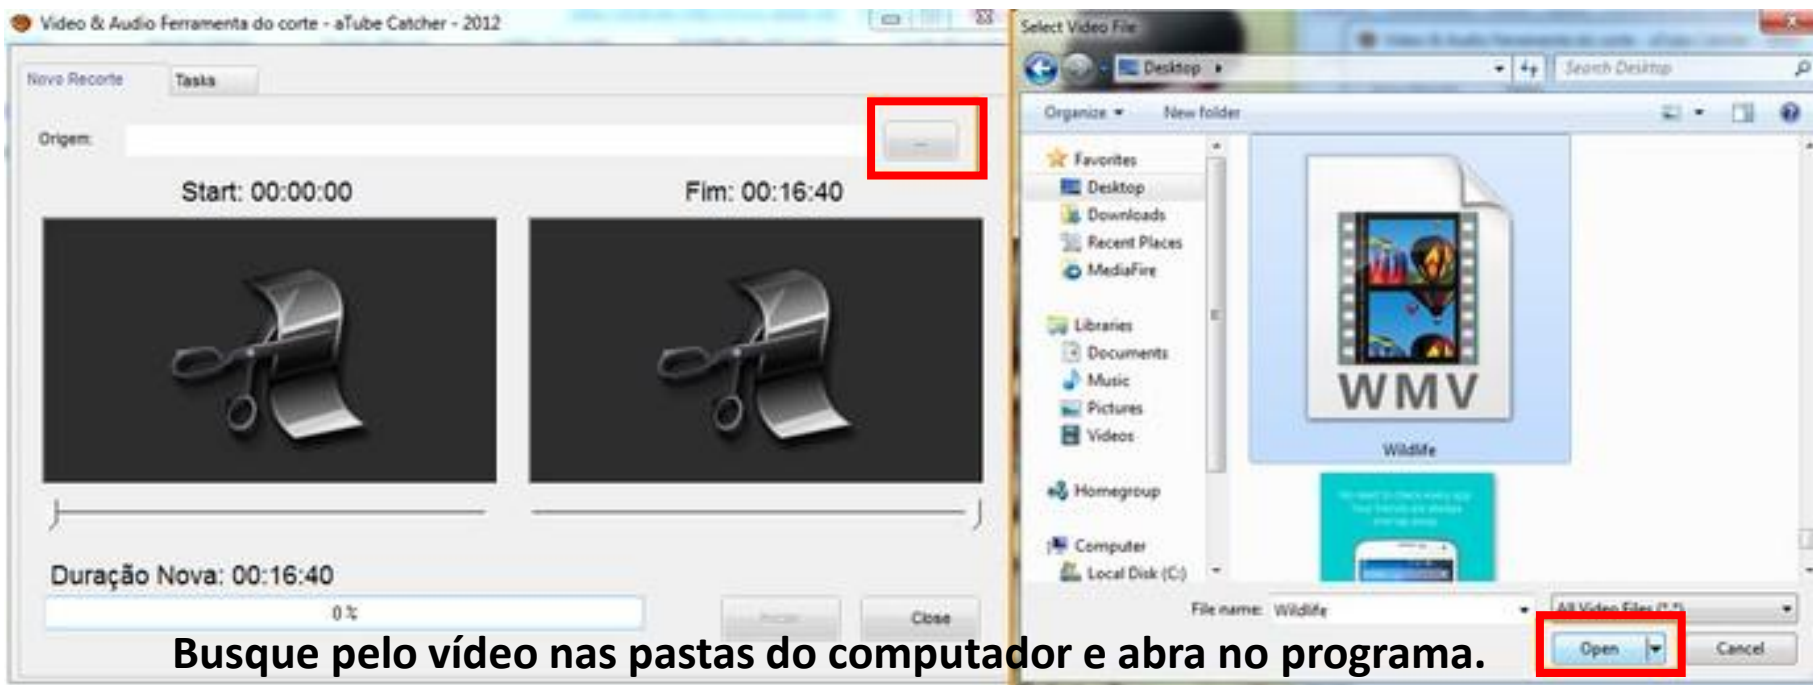 Video & Audio Ferramenta do corte - aTube Catcher - 2012
Novo Recorte
Tasks
Origem:
...
Start: 00:00:00
Fim: 00:16:40
Duração Nova: 00:16:40
0 %
Close
Select Video File
Desktop
Search Desktop
Organize
New folder
Favorites
Desktop
Downloads
Recent Places
MediaFire
Libraries
Documents
Music
Pictures
Videos
Homegroup
Computer
Local Disk (C:)
WMV
Wildlife
File name: Wildlife
All Video Files (*.*)
Open
Cancel
Busque pelo vídeo nas pastas do computador e abra no programa.